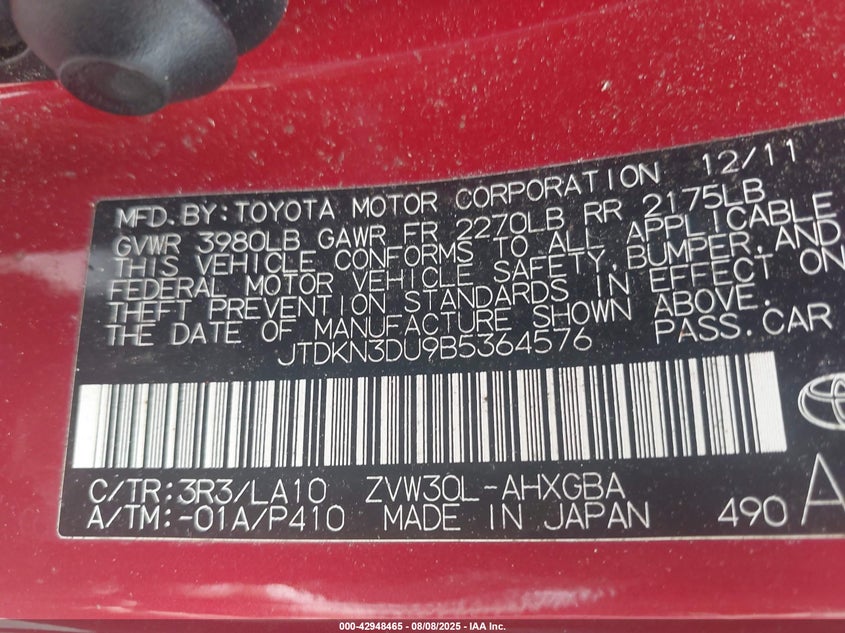 MFD. BY: TOYOTA MOTOR CORPORATION 12/11
GVWR 3980LB GAWR FR 2270LB RR 2175LB
THIS VEHICLE CONFORMS TO ALL APPLICABLE
FEDERAL MOTOR VEHICLE SAFETY, BUMPER, AND
THEFT PREVENTION STANDARDS IN EFFECT ON
THE DATE OF MANUFACTURE SHOWN ABOVE.
JTDKN3DU9B5364576 PASS. CAR
C/TR: 3R3/LA10 ZVW30L-AHXGBA
A/TM: -01A/P410 MADE IN JAPAN 490 A
000-42948465 - 08/08/2025 - IAA Inc.